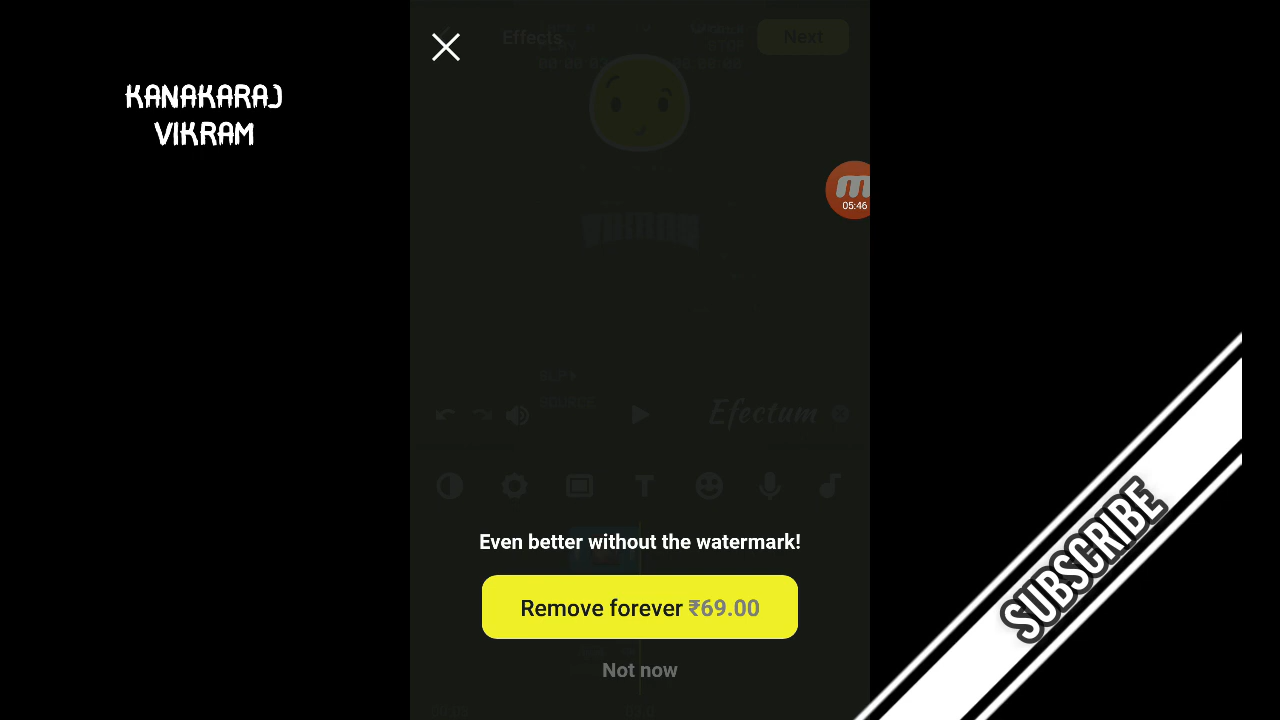 KANAKARAJ
VIKRAM
Effects
Next
05:46
Efectum
T
Even better without the watermark!
Remove forever ₹69.00
Not now
SUBSCRIBE